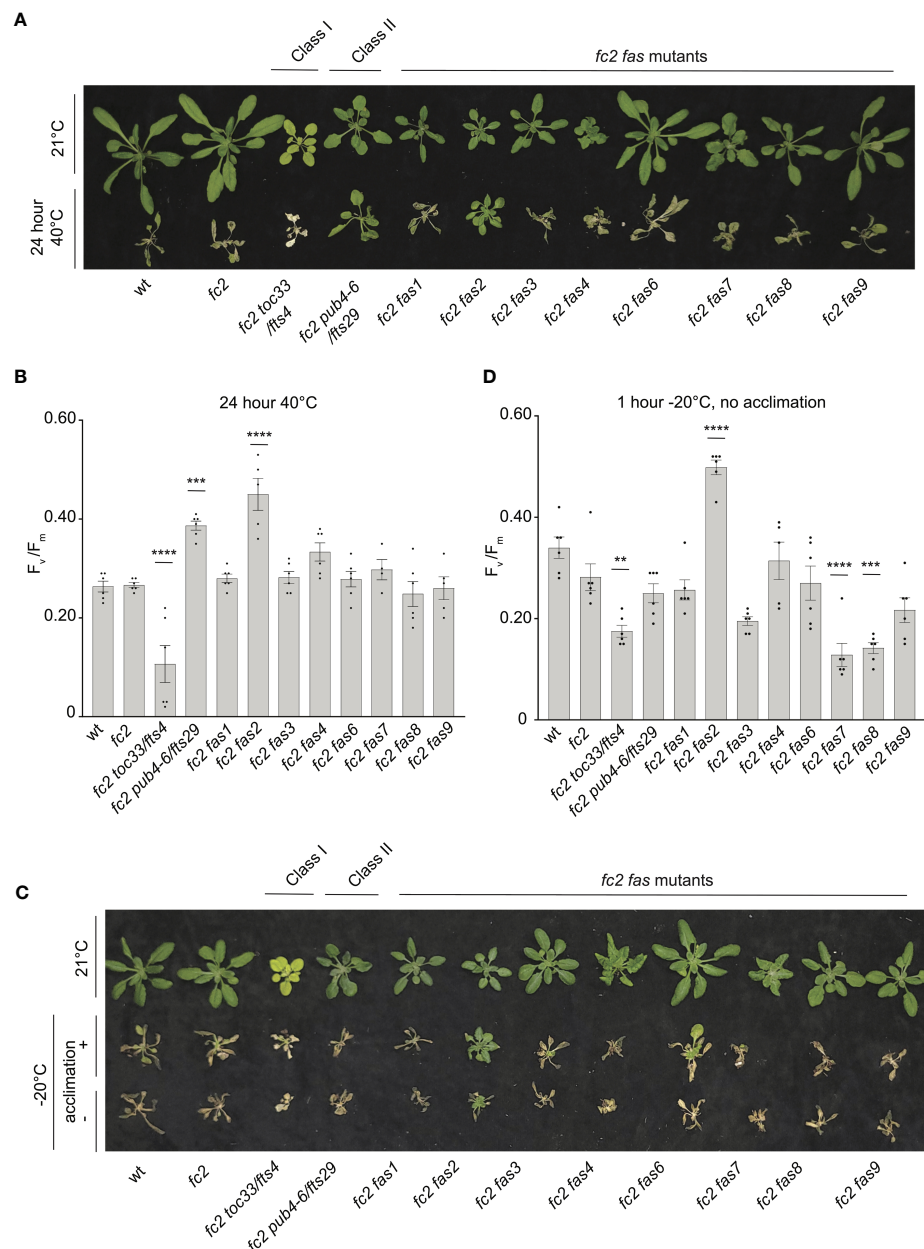 A
Class I
Class II
fc2 fas mutants
21°C
24 hour
40°C
wt
fc2
fc2 toc33
/fts4
fc2 pub4-6
/fts29
fc2 fas1
fc2 fas2
fc2 fas3
fc2 fas4
fc2 fas6
fc2 fas7
fc2 fas8
fc2 fas9
B
24 hour 40°C
0.60
0.40
0.20
0
Fv/Fm
****
***
****
wt
fc2
fc2 toc33/fts4
fc2 pub4-6/fts29
fc2 fas1
fc2 fas2
fc2 fas3
fc2 fas4
fc2 fas6
fc2 fas7
fc2 fas8
fc2 fas9
D
1 hour -20°C, no acclimation
0.60
0.40
0.20
0
Fv/Fm
**
****
****
***
wt
fc2
fc2 toc33/fts4
fc2 pub4-6/fts29
fc2 fas1
fc2 fas2
fc2 fas3
fc2 fas4
fc2 fas6
fc2 fas7
fc2 fas8
fc2 fas9
C
Class I
Class II
fc2 fas mutants
21°C
-20°C
acclimation
+
-
wt
fc2
fc2 toc33/fts4
fc2 pub4-6/fts29
fc2 fas1
fc2 fas2
fc2 fas3
fc2 fas4
fc2 fas6
fc2 fas7
fc2 fas8
fc2 fas9